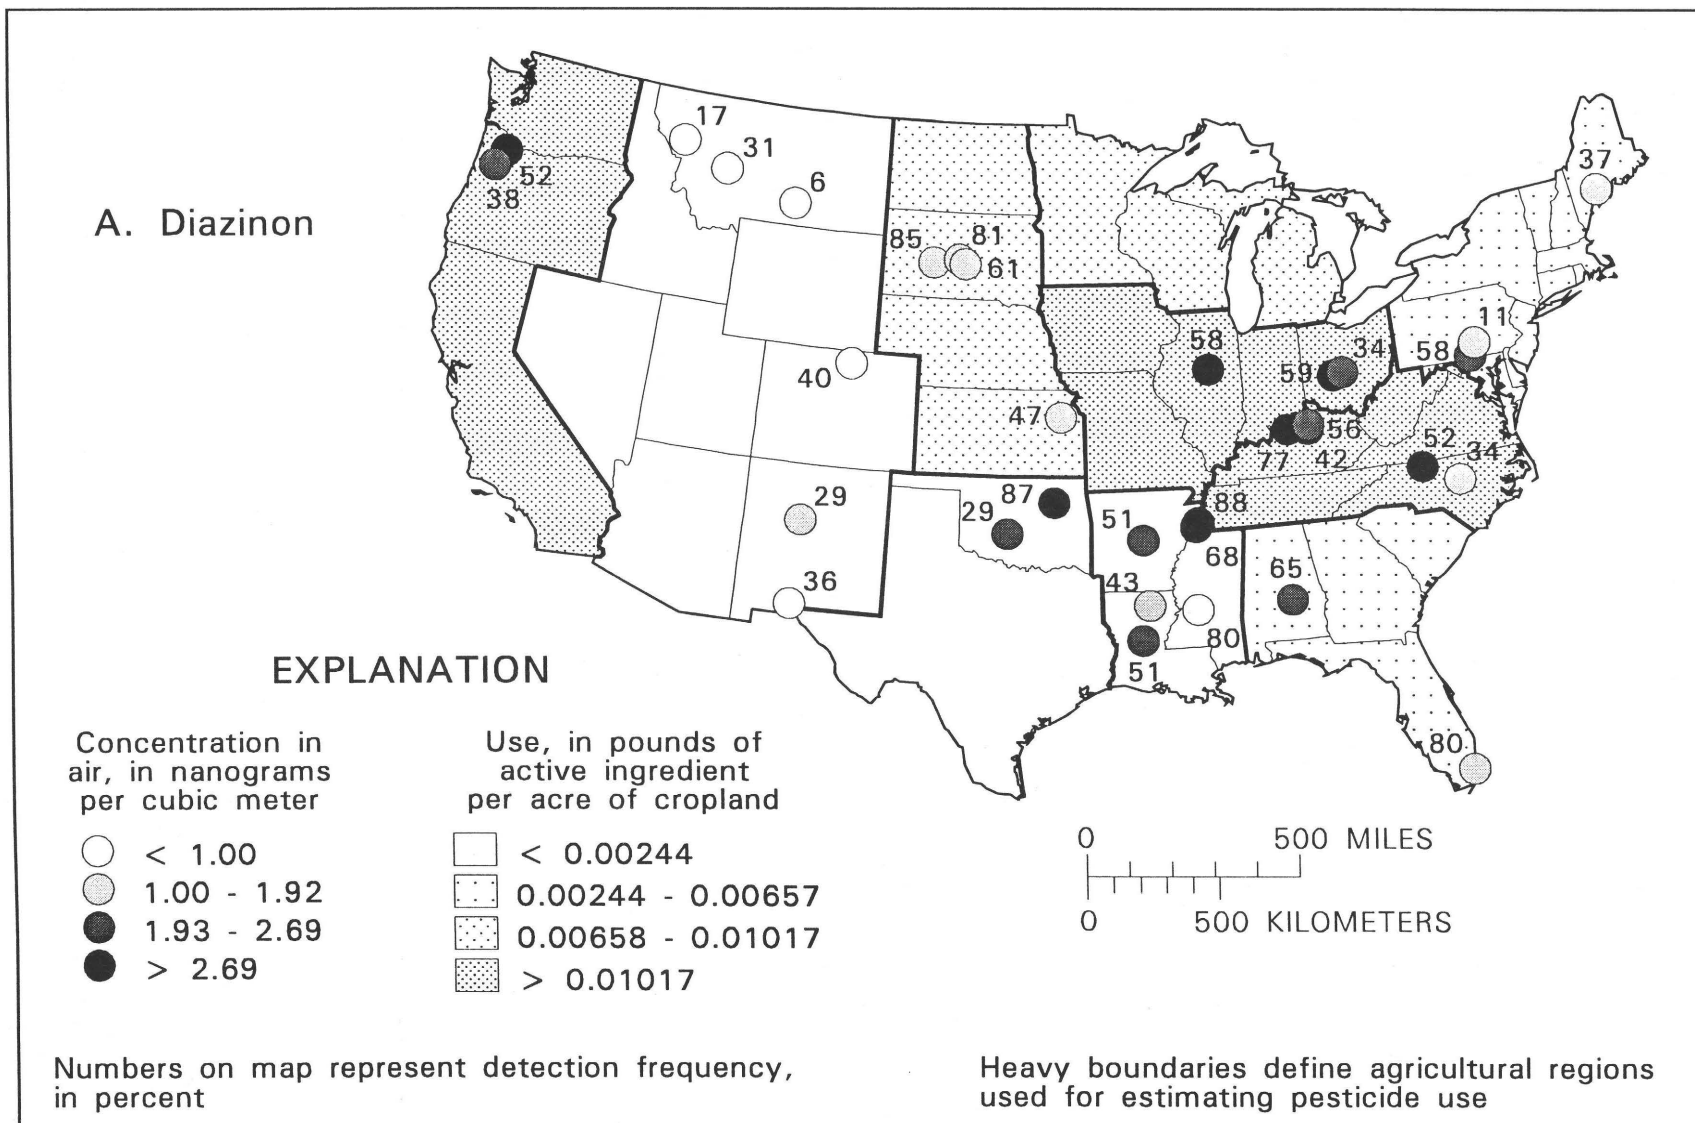 A. Diazinon
17
31
6
52
38
37
85
81
61
11
58
58
34
59
40
47
56
77
42
52
34
29
87
29
51
88
68
36
43
65
80
51
80
EXPLANATION
Concentration in
air, in nanograms
per cubic meter
< 1.00
1.00 - 1.92
1.93 - 2.69
> 2.69
Use, in pounds of
active ingredient
per acre of cropland
< 0.00244
0.00244 - 0.00657
0.00658 - 0.01017
> 0.01017
0 500 MILES
0 500 KILOMETERS
Numbers on map represent detection frequency,
in percent
Heavy boundaries define agricultural regions
used for estimating pesticide use